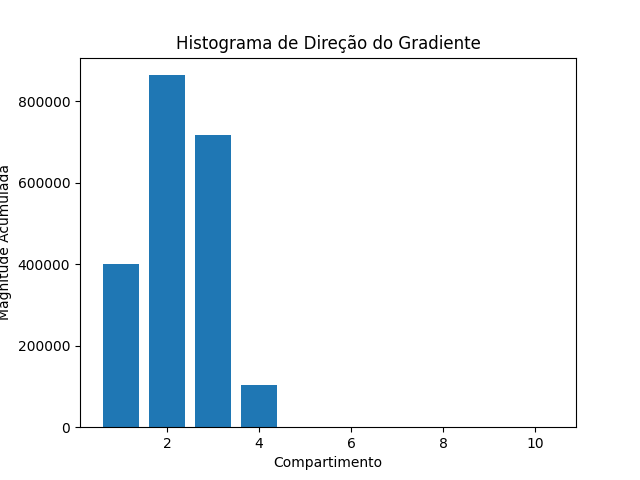 Histograma de Direção do Gradiente
Magnitude Acumulada
800000
600000
400000
200000
0
2 4 6 8 10
Compartimento